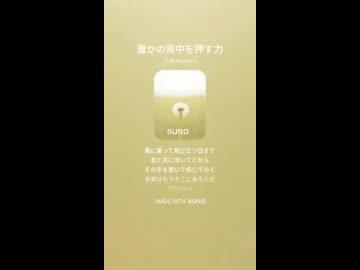 誰かの背中を押す力
SUNO
風に乗って飛び立つ日まで
君と共に歩いてくから
その手を繋いで感じてみて
未来はもうそこにあるんだ
MADE WITH SUNO